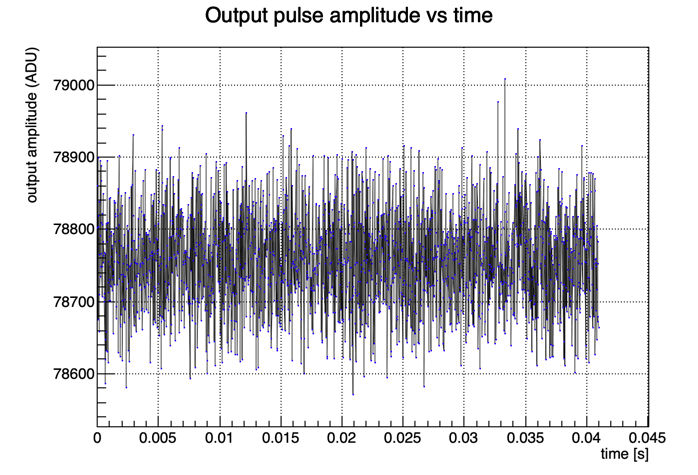 Output pulse amplitude vs time
output amplitude (ADU)
79000
78900
78800
78700
78600
0 0.005 0.01 0.015 0.02 0.025 0.03 0.035 0.04 0.045
time [s]